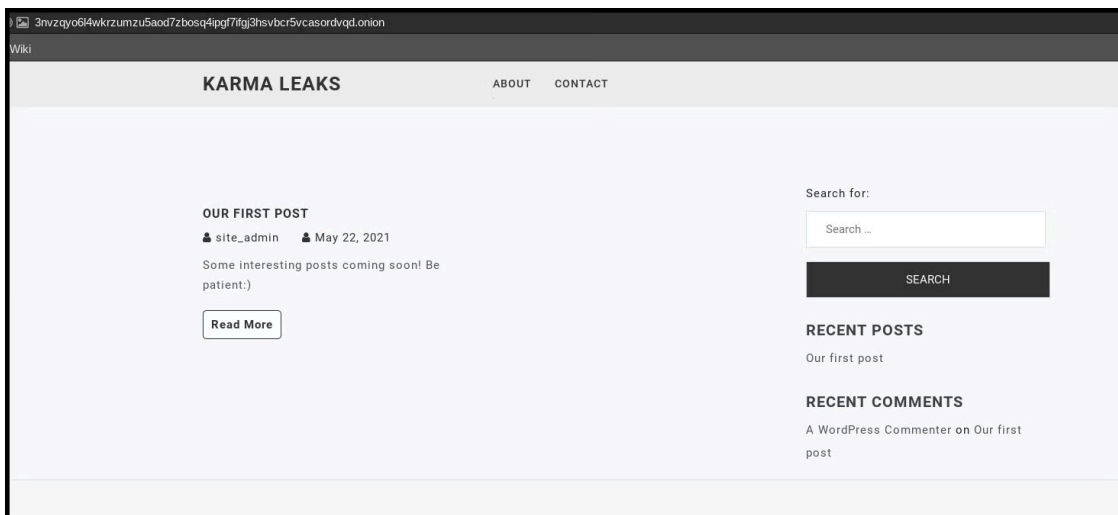 3nvzqyo6l4wkrzumzu5aod7zbosq4ipgf7ifgj3hsvbcr5vcasordvqd.onion
Wiki
KARMA LEAKS
ABOUT CONTACT
OUR FIRST POST
site_admin May 22, 2021
Some interesting posts coming soon! Be
patient:)
Read More
Search for:
Search ...
SEARCH
RECENT POSTS
Our first post
RECENT COMMENTS
A WordPress Commenter on Our first
post